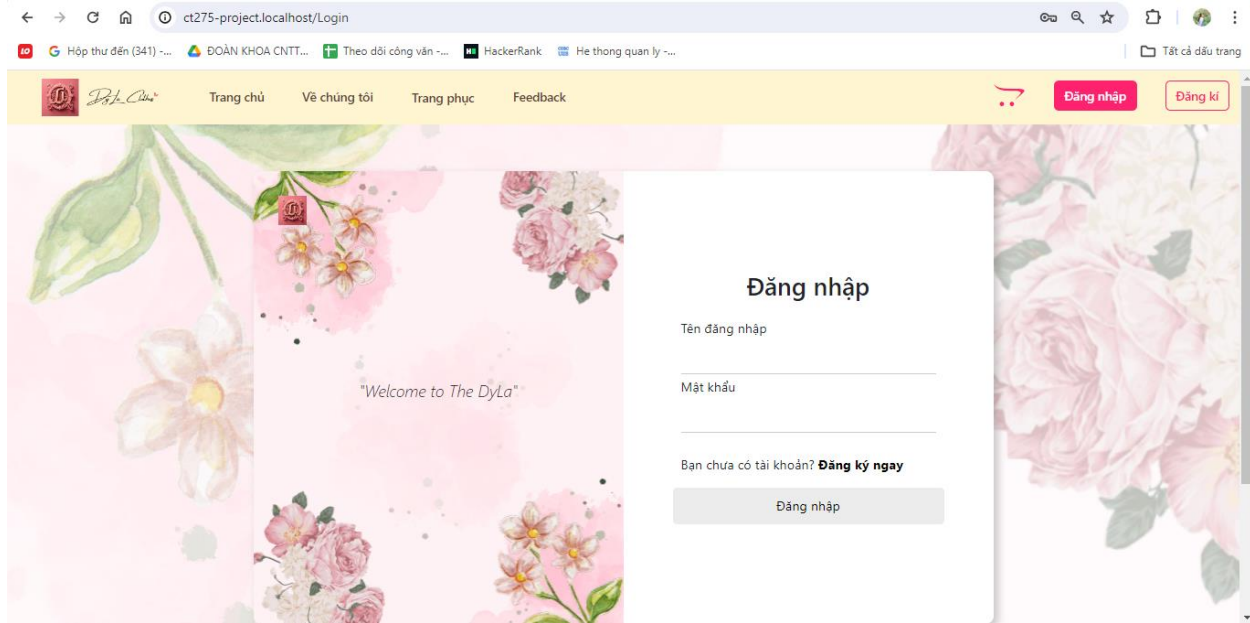 ct275-project.localhost/Login
Hộp thư đến (341) -... ĐOÀN KHOA CNTT... Theo dõi công văn -... HackerRank He thong quan ly -... Tất cả dấu trang
Trang chủ Về chúng tôi Trang phục Feedback Đăng nhập Đăng kí
Đăng nhập
Tên đăng nhập
"Welcome to The DyLa"
Mật khẩu
Bạn chưa có tài khoản? Đăng ký ngay
Đăng nhập